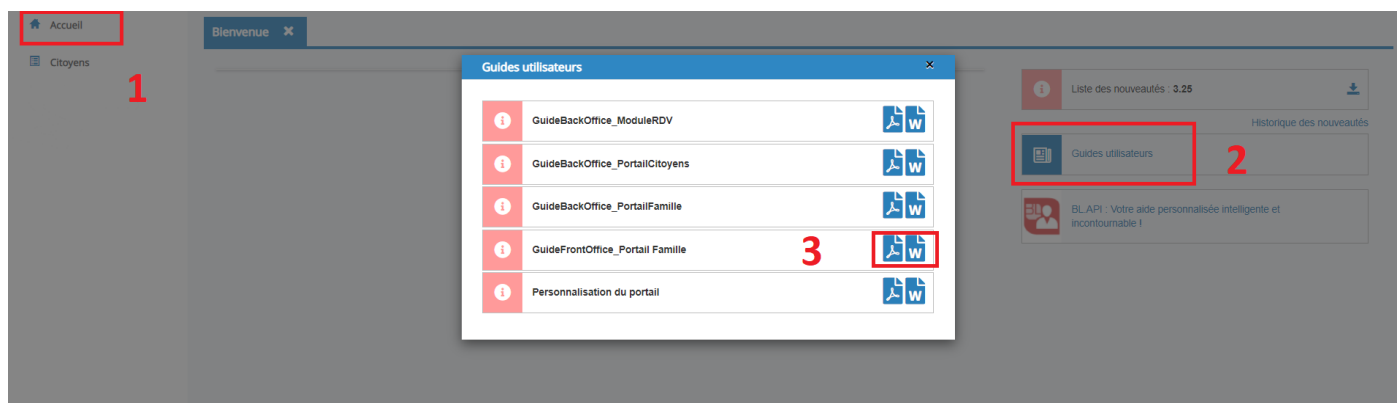 Accueil
Citoyens
1
Bienvenue ✖
Guides utilisateurs ×
GuideBackOffice_ModuleRDV
GuideBackOffice_PortailCitoyens
GuideBackOffice_PortailFamille
GuideFrontOffice_Portail Famille
3
Personnalisation du portail
Liste des nouveautés : 3.25
Historique des nouveautés
Guides utilisateurs
2
BL.API : Votre aide personnalisée intelligente et
incontournable !